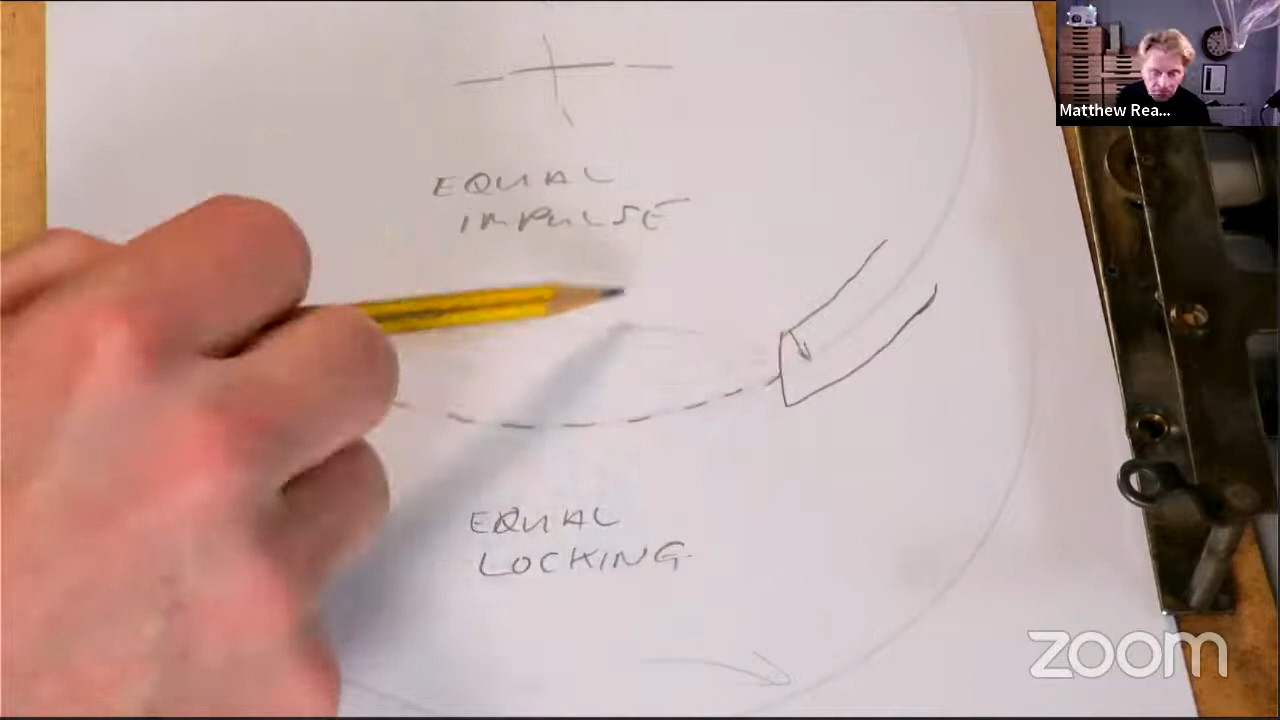 Matthew Rea...
EQUAL
IMPULSE
EQUAL
LOCKING
zoom